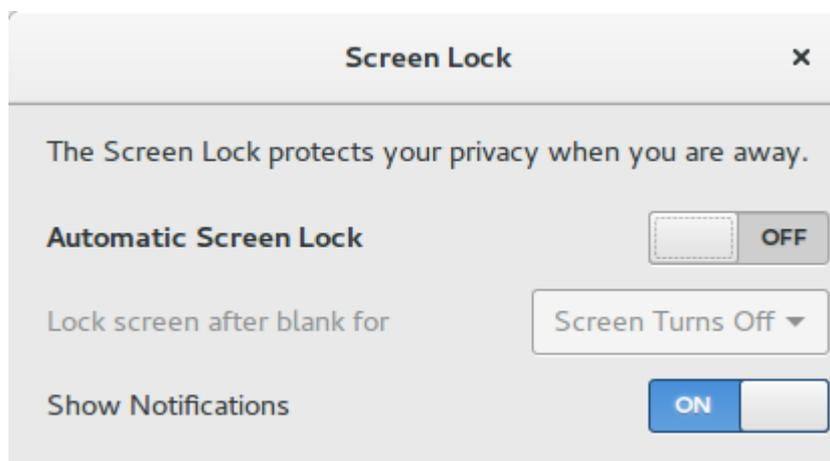 Screen Lock
The Screen Lock protects your privacy when you are away.
Automatic Screen Lock OFF
Lock screen after blank for Screen Turns Off
Show Notifications ON